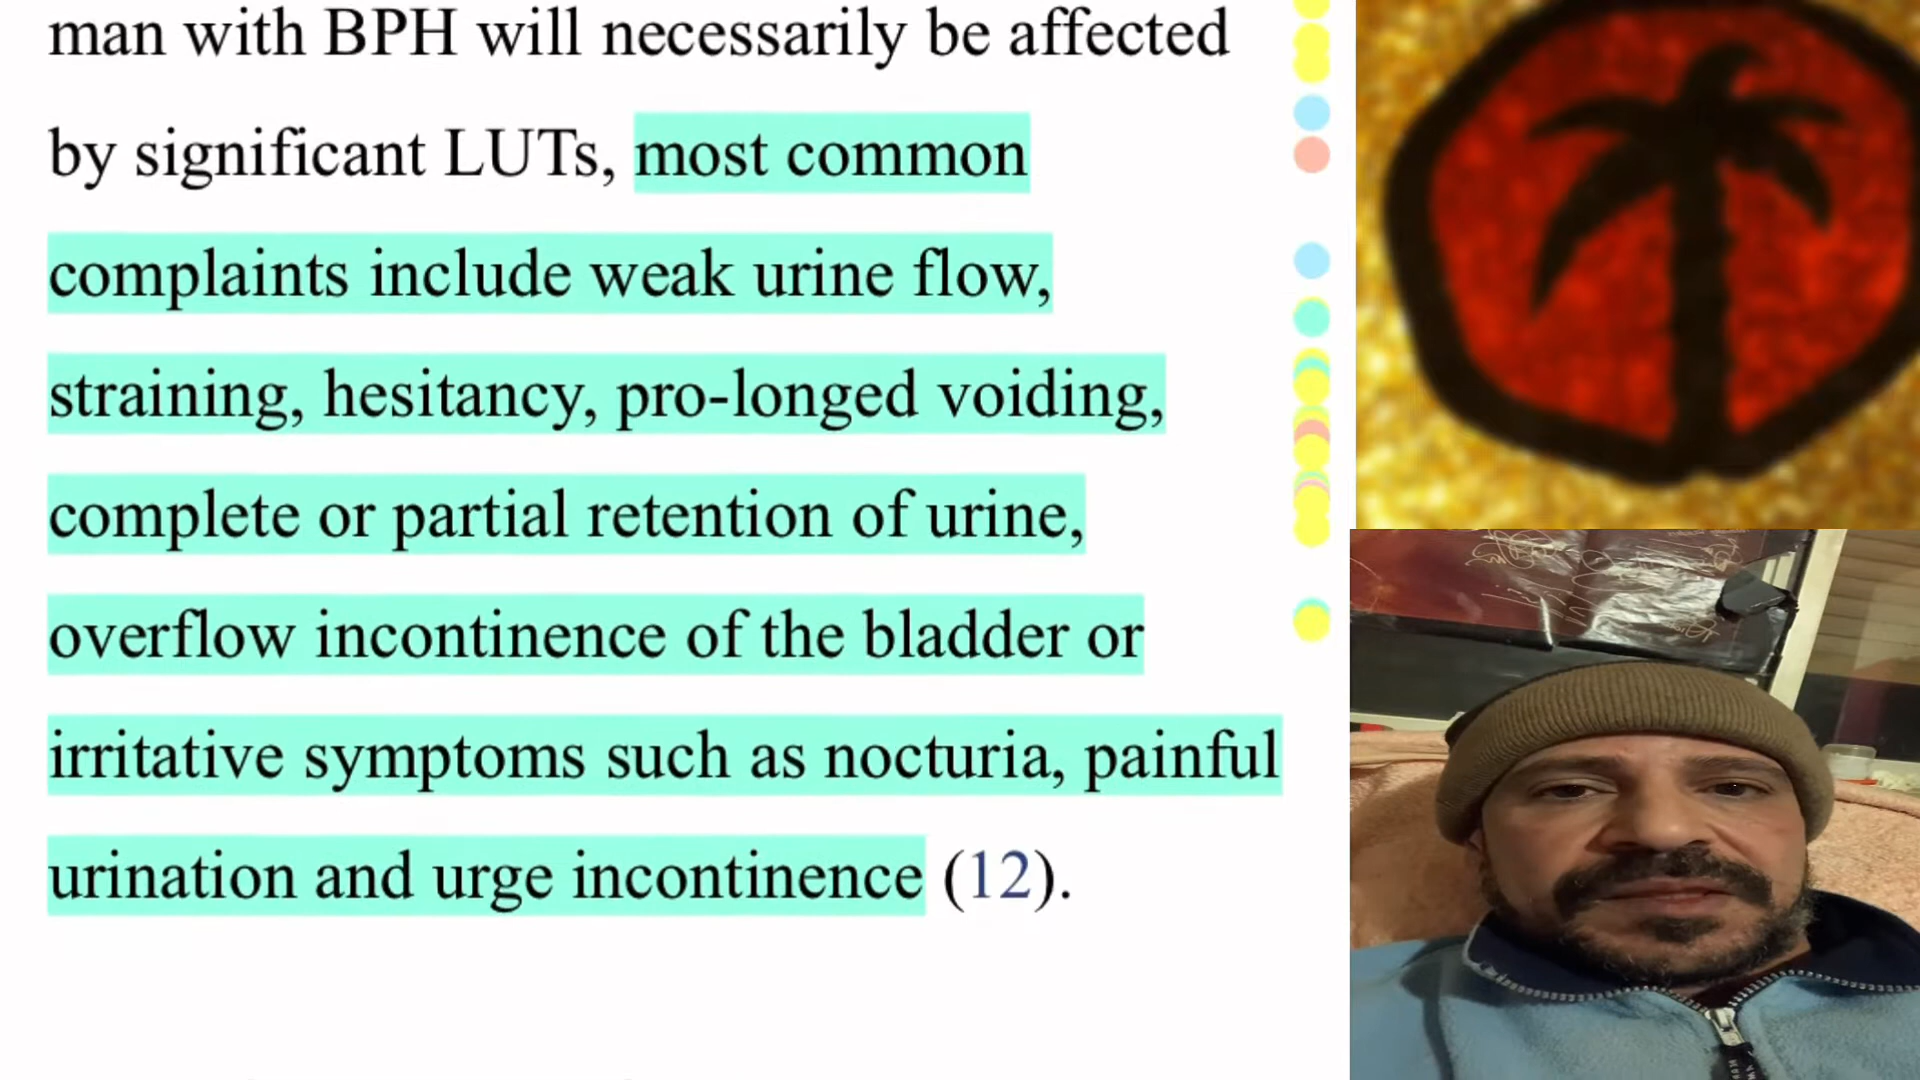 man with BPH will necessarily be affected
by significant LUTs, most common
complaints include weak urine flow,
straining, hesitancy, pro-longed voiding,
complete or partial retention of urine,
overflow incontinence of the bladder or
irritative symptoms such as nocturia, painful
urination and urge incontinence (12).